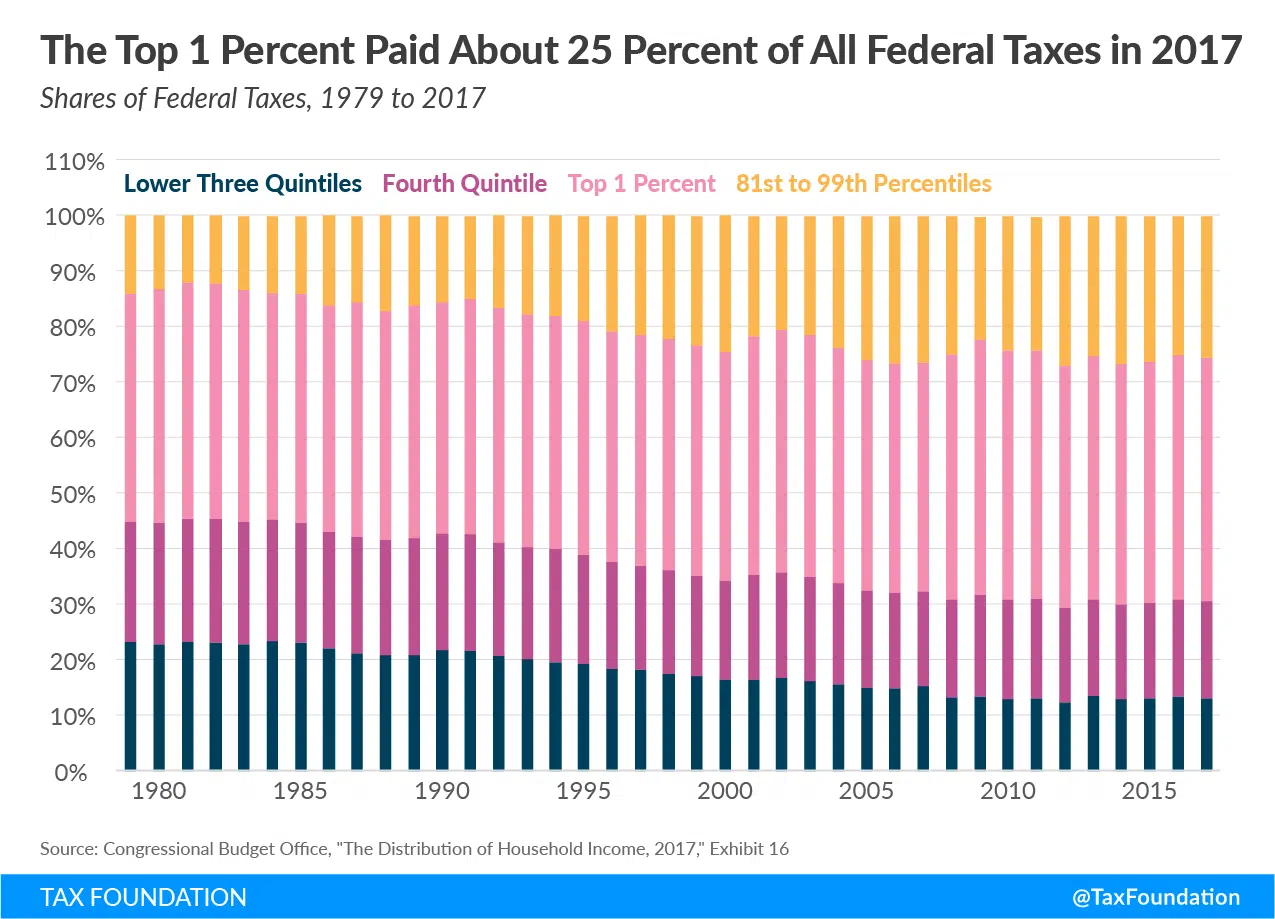 The Top 1 Percent Paid About 25 Percent of All Federal Taxes in 2017
Shares of Federal Taxes, 1979 to 2017
110%
Lower Three Quintiles Fourth Quintile Top 1 Percent 81st to 99th Percentiles
100%
90%
80%
70%
60%
50%
40%
30%
20%
10%
0%
1980 1985 1990 1995 2000 2005 2010 2015
Source: Congressional Budget Office, "The Distribution of Household Income, 2017," Exhibit 16
TAX FOUNDATION @TaxFoundation